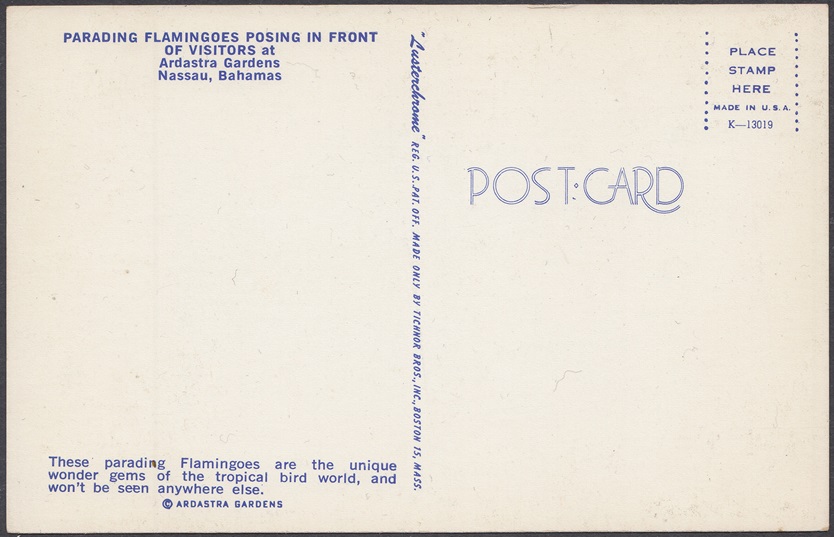 PARADING FLAMINGOES POSING IN FRONT
OF VISITORS at
Ardastra Gardens
Nassau, Bahamas
These parading Flamingoes are the unique
wonder gems of the tropical bird world, and
won't be seen anywhere else.
© ARDASTRA GARDENS
"Lusterchrome" REG. U.S. PAT. OFF. MADE ONLY BY TICHNOR BROS., INC., BOSTON 15, MASS.
POST CARD
PLACE
STAMP
HERE
MADE IN U.S.A.
K—13019